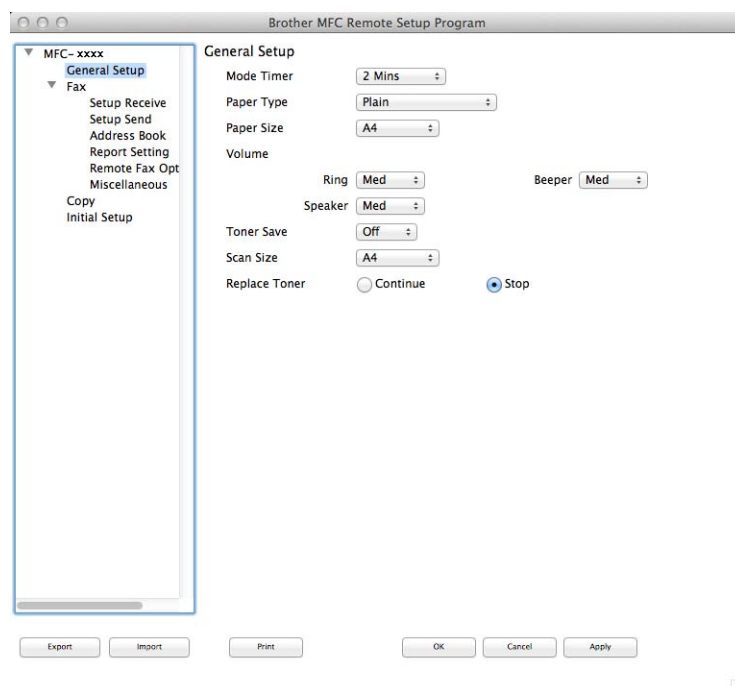 Brother MFC Remote Setup Program
MFC- xxxx
General Setup
Fax
Setup Receive
Setup Send
Address Book
Report Setting
Remote Fax Opt
Miscellaneous
Copy
Initial Setup
General Setup
Mode Timer 2 Mins
Paper Type Plain
Paper Size A4
Volume
Ring Med Beeper Med
Speaker Med
Toner Save Off
Scan Size A4
Replace Toner Continue Stop
Export Import Print OK Cancel Apply